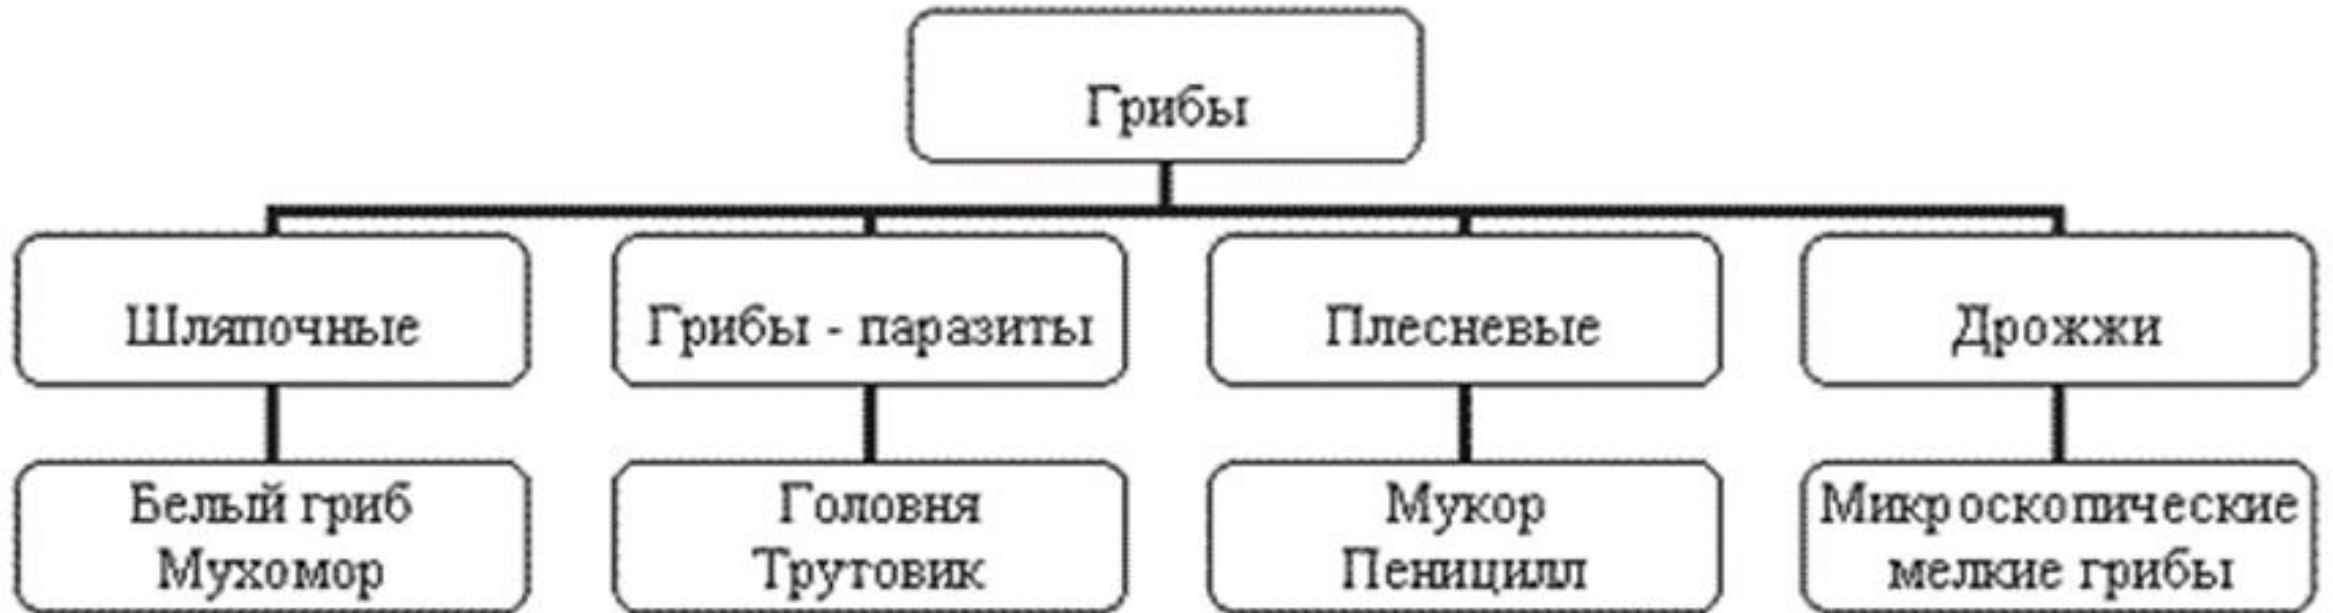 Грибы
Шляпочные
Грибы - паразиты
Плесневые
Дрожжи
Белый гриб
Мухомор
Головня
Трутовик
Мукор
Пеницилл
Микроскопические
мелкие грибы